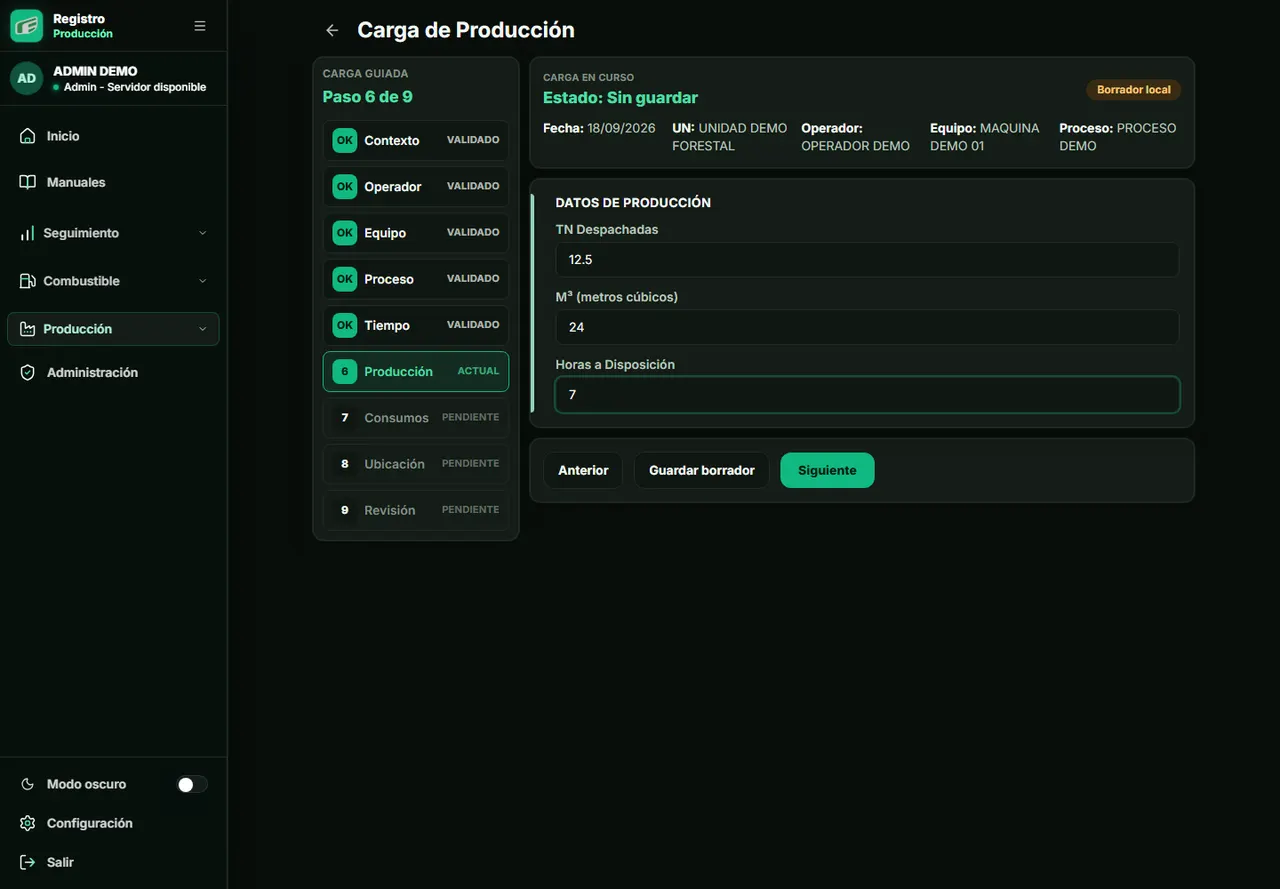 Registro
Producción
AD
ADMIN DEMO
Admin - Servidor disponible
Inicio
Manuales
Seguimiento
Combustible
Producción
Administración
Modo oscuro
Configuración
Salir
Carga de Producción
CARGA GUIADA
Paso 6 de 9
OK Contexto VALIDADO
OK Operador VALIDADO
OK Equipo VALIDADO
OK Proceso VALIDADO
OK Tiempo VALIDADO
6 Producción ACTUAL
7 Consumos PENDIENTE
8 Ubicación PENDIENTE
9 Revisión PENDIENTE
CARGA EN CURSO
Estado: Sin guardar
Borrador local
Fecha: 18/09/2026
UN: UNIDAD DEMO
FORESTAL
Operador:
OPERADOR DEMO
Equipo: MAQUINA
DEMO 01
Proceso: PROCESO
DEMO
DATOS DE PRODUCCIÓN
TN Despachadas
12.5
M³ (metros cúbicos)
24
Horas a Disposición
7
Anterior
Guardar borrador
Siguiente